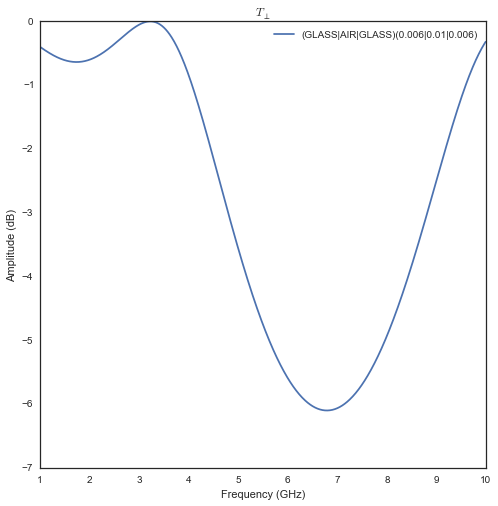 T⊥
(GLASS|AIR|GLASS)(0.006|0.01|0.006)
0
−1
−2
−3
−4
−5
−6
−7
Amplitude (dB)
1 2 3 4 5 6 7 8 9 10
Frequency (GHz)